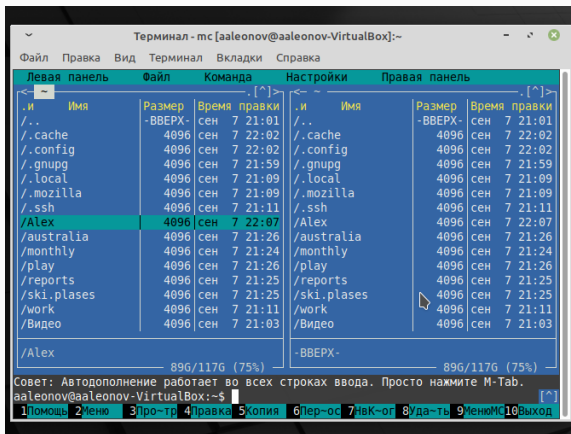 Терминал - mc [aaleonov@aaleonov-VirtualBox]:~
Файл Правка Вид Терминал Вкладки Справка
Левая панель Файл Команда Настройки Правая панель
<- ~ .[^]> <- ~ .[^]>
.и Имя Размер Время правки .и Имя Размер Время правки
/.. -ВВЕРХ- сен 7 21:01 /.. -ВВЕРХ- сен 7 21:01
/.cache 4096 сен 7 22:02 /.cache 4096 сен 7 22:02
/.config 4096 сен 7 22:02 /.config 4096 сен 7 22:02
/.gnupg 4096 сен 7 21:59 /.gnupg 4096 сен 7 21:59
/.local 4096 сен 7 21:09 /.local 4096 сен 7 21:09
/.mozilla 4096 сен 7 21:09 /.mozilla 4096 сен 7 21:09
/.ssh 4096 сен 7 21:11 /.ssh 4096 сен 7 21:11
/Alex 4096 сен 7 22:07 /Alex 4096 сен 7 22:07
/australia 4096 сен 7 21:26 /australia 4096 сен 7 21:26
/monthly 4096 сен 7 21:24 /monthly 4096 сен 7 21:24
/play 4096 сен 7 21:26 /play 4096 сен 7 21:26
/reports 4096 сен 7 21:25 /reports 4096 сен 7 21:25
/ski.plases 4096 сен 7 21:25 /ski.plases 4096 сен 7 21:25
/work 4096 сен 7 21:11 /work 4096 сен 7 21:11
/Видео 4096 сен 7 21:03 /Видео 4096 сен 7 21:03
/Alex -ВВЕРХ-
89G/117G (75%) 89G/117G (75%)
Совет: Автодополнение работает во всех строках ввода. Просто нажмите M-Tab.
aaleonov@aaleonov-VirtualBox:~$ [^]
1Помощь 2Меню 3Про~тр 4Правка 5Копия 6Пер~ос 7НвК~ог 8Уда~ть 9МенюMC 10Выход